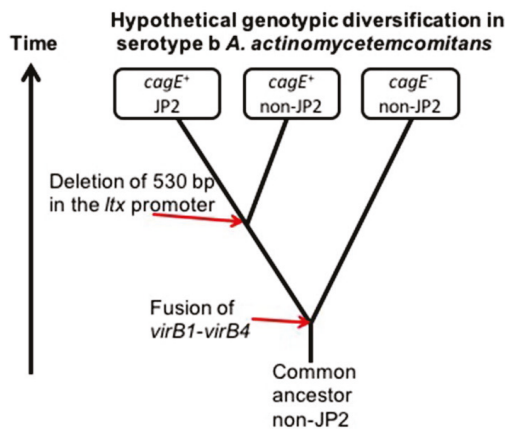 Hypothetical genotypic diversification in
serotype b A. actinomycetemcomitans
Time
cagE+
JP2
cagE+
non-JP2
cagE-
non-JP2
Deletion of 530 bp
in the ltx promoter
Fusion of
virB1-virB4
Common
ancestor
non-JP2